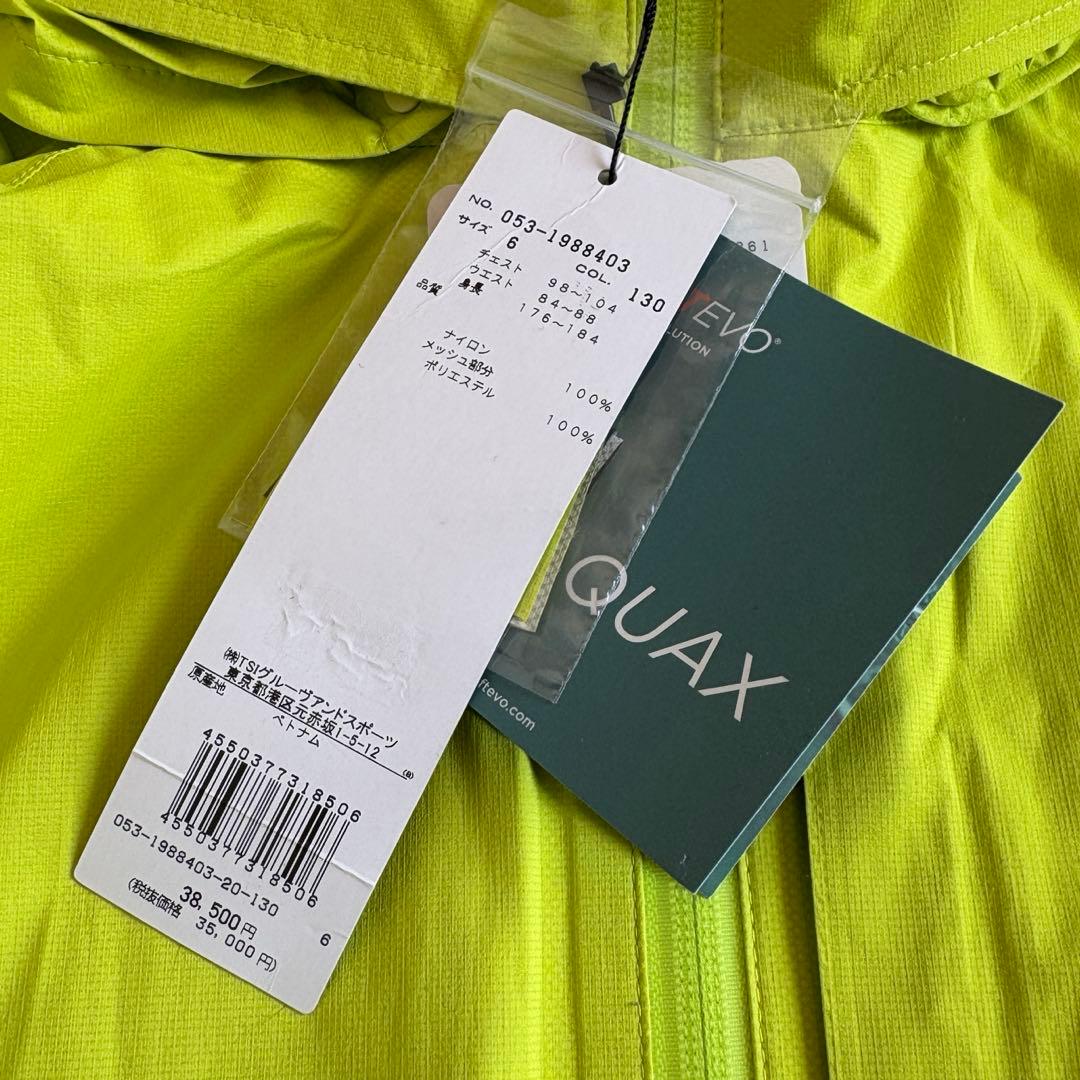 NO. 053-1988403
サイズ 6 COL. 130
チェスト 98~104
ウエスト 84~88
身長 176~184
品質
ナイロン 100%
メッシュ部分
ポリエステル 100%
㈱TSIグルーヴアンドスポーツ
東京都港区元赤坂1-5-12
原産地 ベトナム (B)
4550377318506
4550377318506
053-1988403-20-130 6
38,500円
(税抜価格 35,000円)
861
EVO®
LUTION
QUAX
ftevo.com